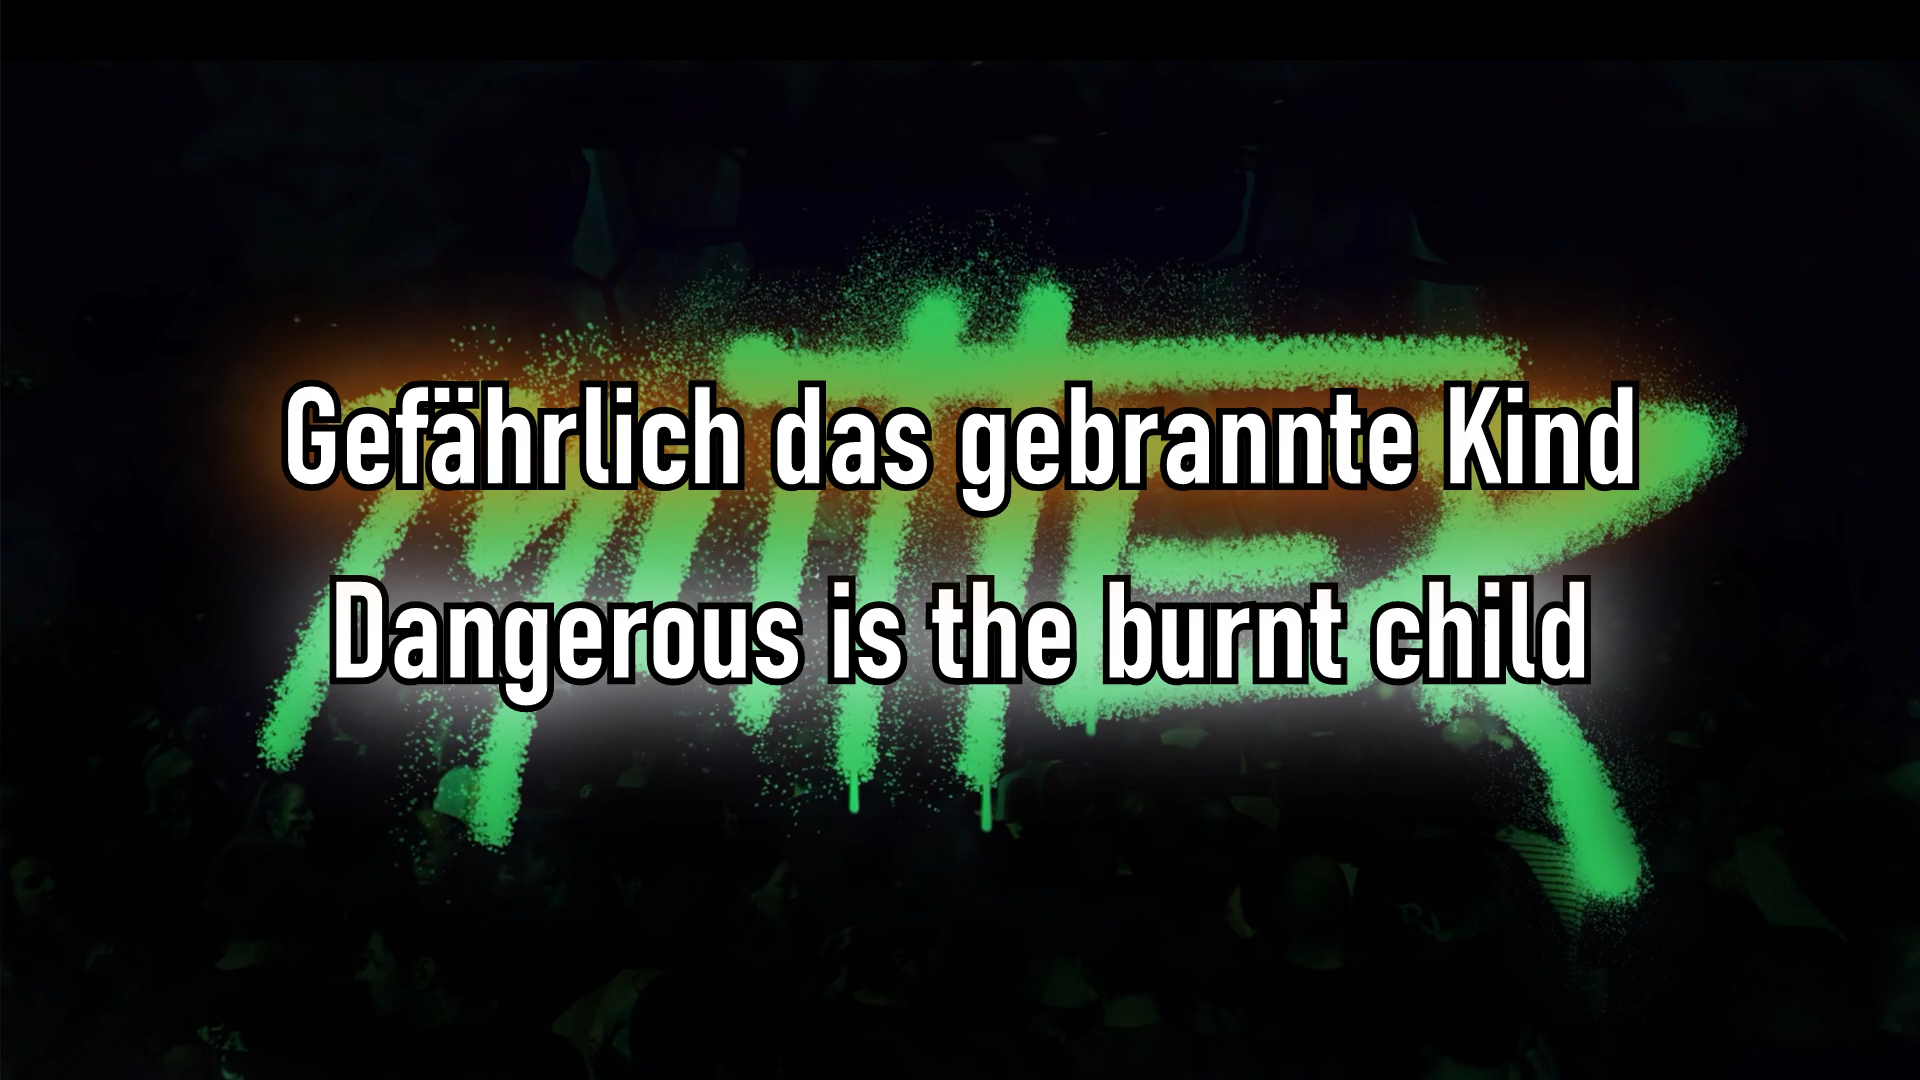 Gefährlich das gebrannte Kind
Dangerous is the burnt child